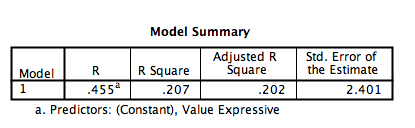 Model Summary
Model R R Square Adjusted R Square Std. Error of the Estimate
1 .455a .207 .202 2.401
a. Predictors: (Constant), Value Expressive